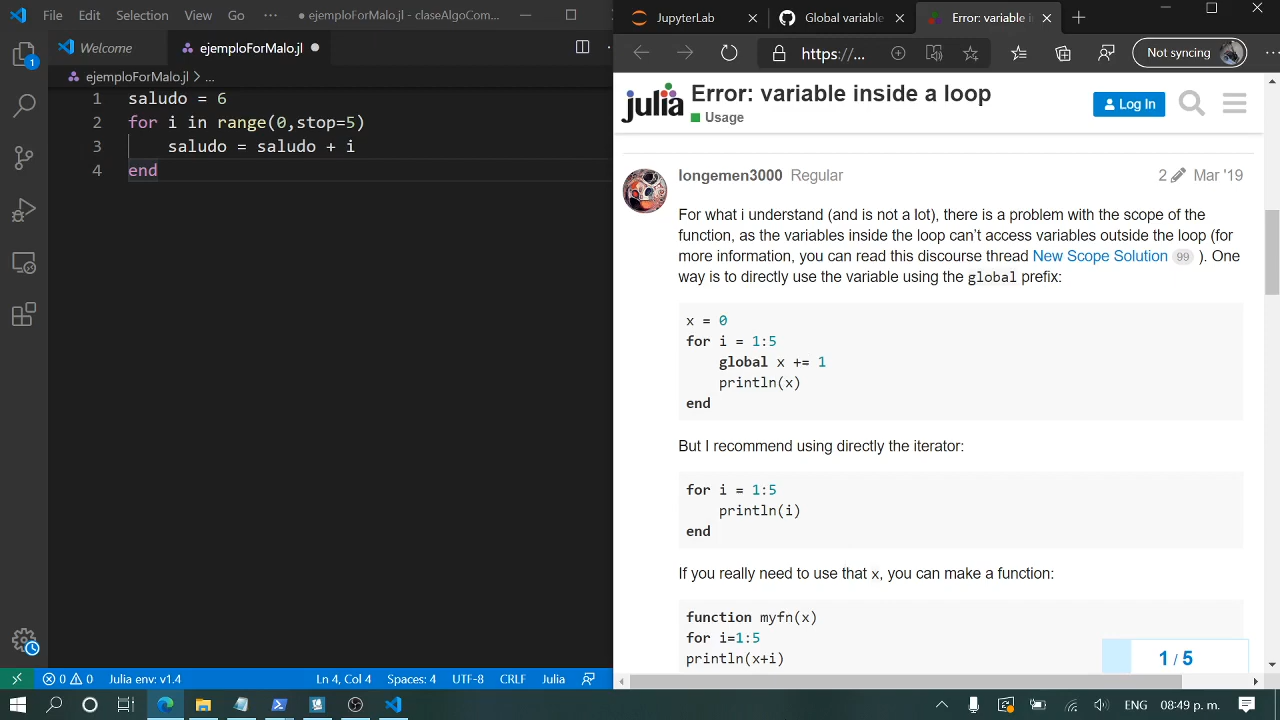 File Edit Selection View Go ··· ● ejemploForMalo.jl - claseAlgoCom...
Welcome
ejemploForMalo.jl ●
ejemploForMalo.jl > ...
1 saludo = 6
2 for i in range(0,stop=5)
3 saludo = saludo + i
4 end
1
0 0 Julia env: v1.4 Ln 4, Col 4 Spaces: 4 UTF-8 CRLF Julia
JupyterLab
Global variable
Error: variable i
https://...
Not syncing
julia
Error: variable inside a loop
Usage
Log In
longemen3000 Regular 2 Mar '19
For what i understand (and is not a lot), there is a problem with the scope of the
function, as the variables inside the loop can't access variables outside the loop (for
more information, you can read this discourse thread New Scope Solution 99 ). One
way is to directly use the variable using the global prefix:
x = 0
for i = 1:5
global x += 1
println(x)
end
But I recommend using directly the iterator:
for i = 1:5
println(i)
end
If you really need to use that x, you can make a function:
function myfn(x)
for i=1:5
println(x+i)
1 / 5
ENG 08:49 p. m.